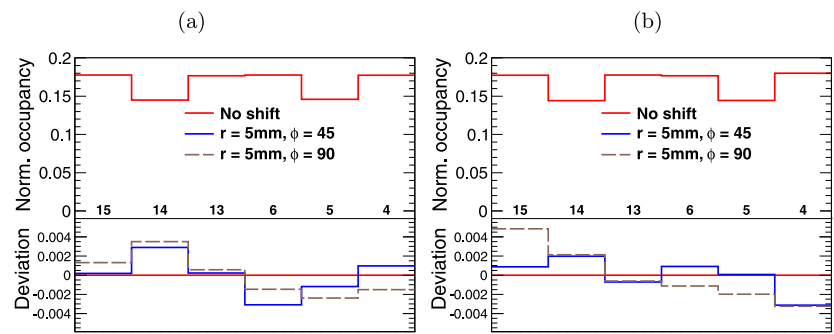 (a) (b)
0.2 0.2
0.15 0.15
0.1 0.1
0.05 0.05
0 0
Norm. occupancy Norm. occupancy
No shift No shift
r = 5mm, ϕ = 45 r = 5mm, ϕ = 45
r = 5mm, ϕ = 90 r = 5mm, ϕ = 90
15 14 13 6 5 4 15 14 13 6 5 4
Deviation Deviation
0.004 0.004
0.002 0.002
0 0
-0.002 -0.002
-0.004 -0.004